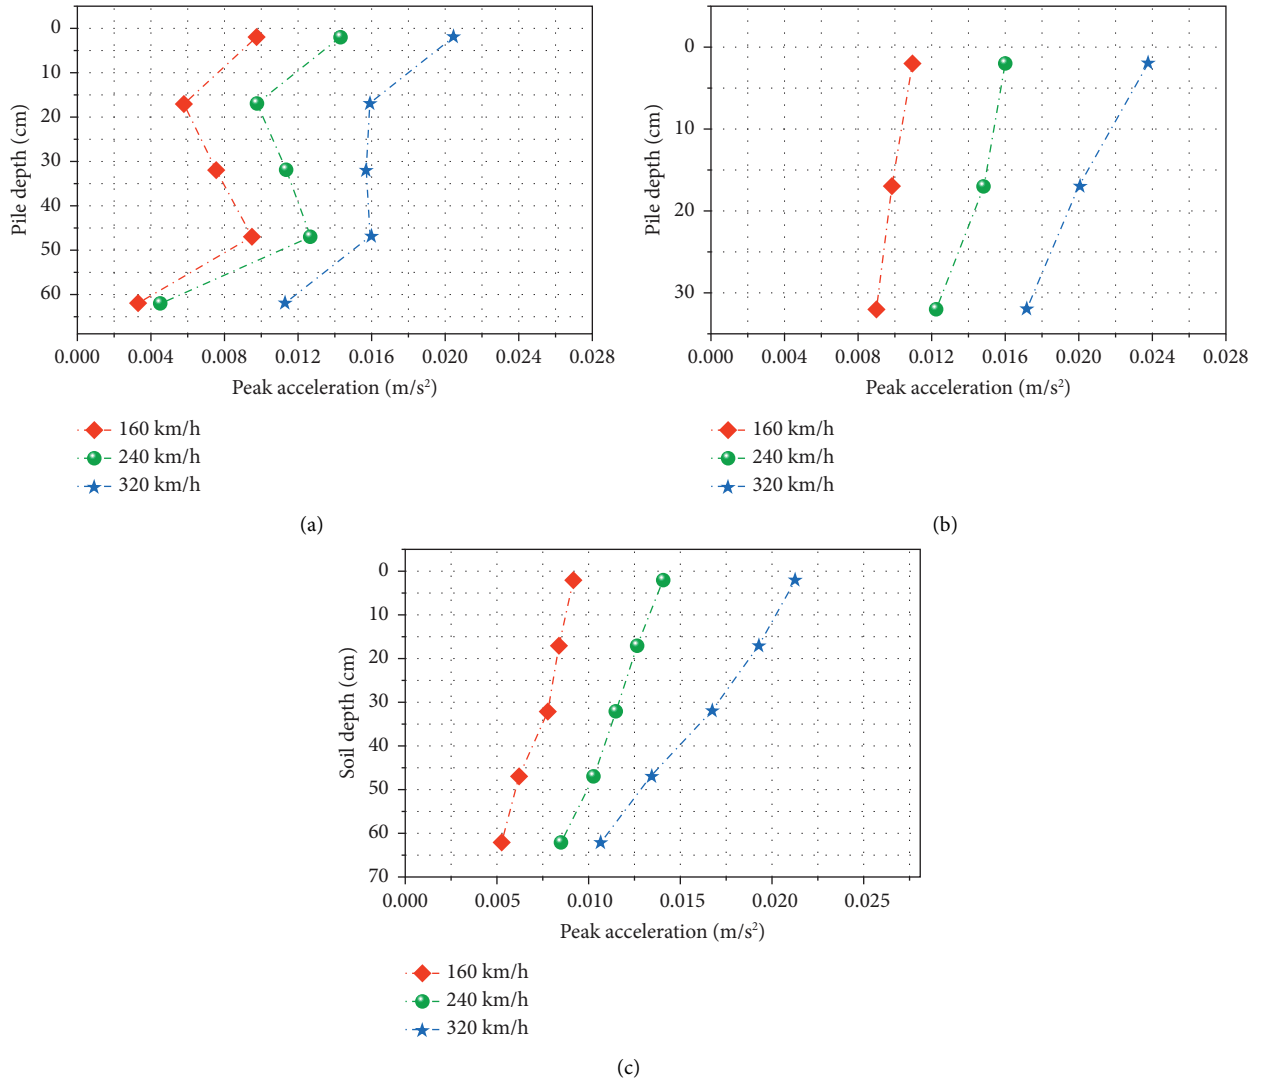 0
10
20
30
40
50
60
Pile depth (cm)
0.000 0.004 0.008 0.012 0.016 0.020 0.024 0.028
Peak acceleration (m/s²)
160 km/h
240 km/h
320 km/h
(a)
0
10
20
30
Pile depth (cm)
0.000 0.004 0.008 0.012 0.016 0.020 0.024 0.028
Peak acceleration (m/s²)
160 km/h
240 km/h
320 km/h
(b)
0
10
20
30
40
50
60
70
Soil depth (cm)
0.000 0.005 0.010 0.015 0.020 0.025
Peak acceleration (m/s²)
160 km/h
240 km/h
320 km/h
(c)